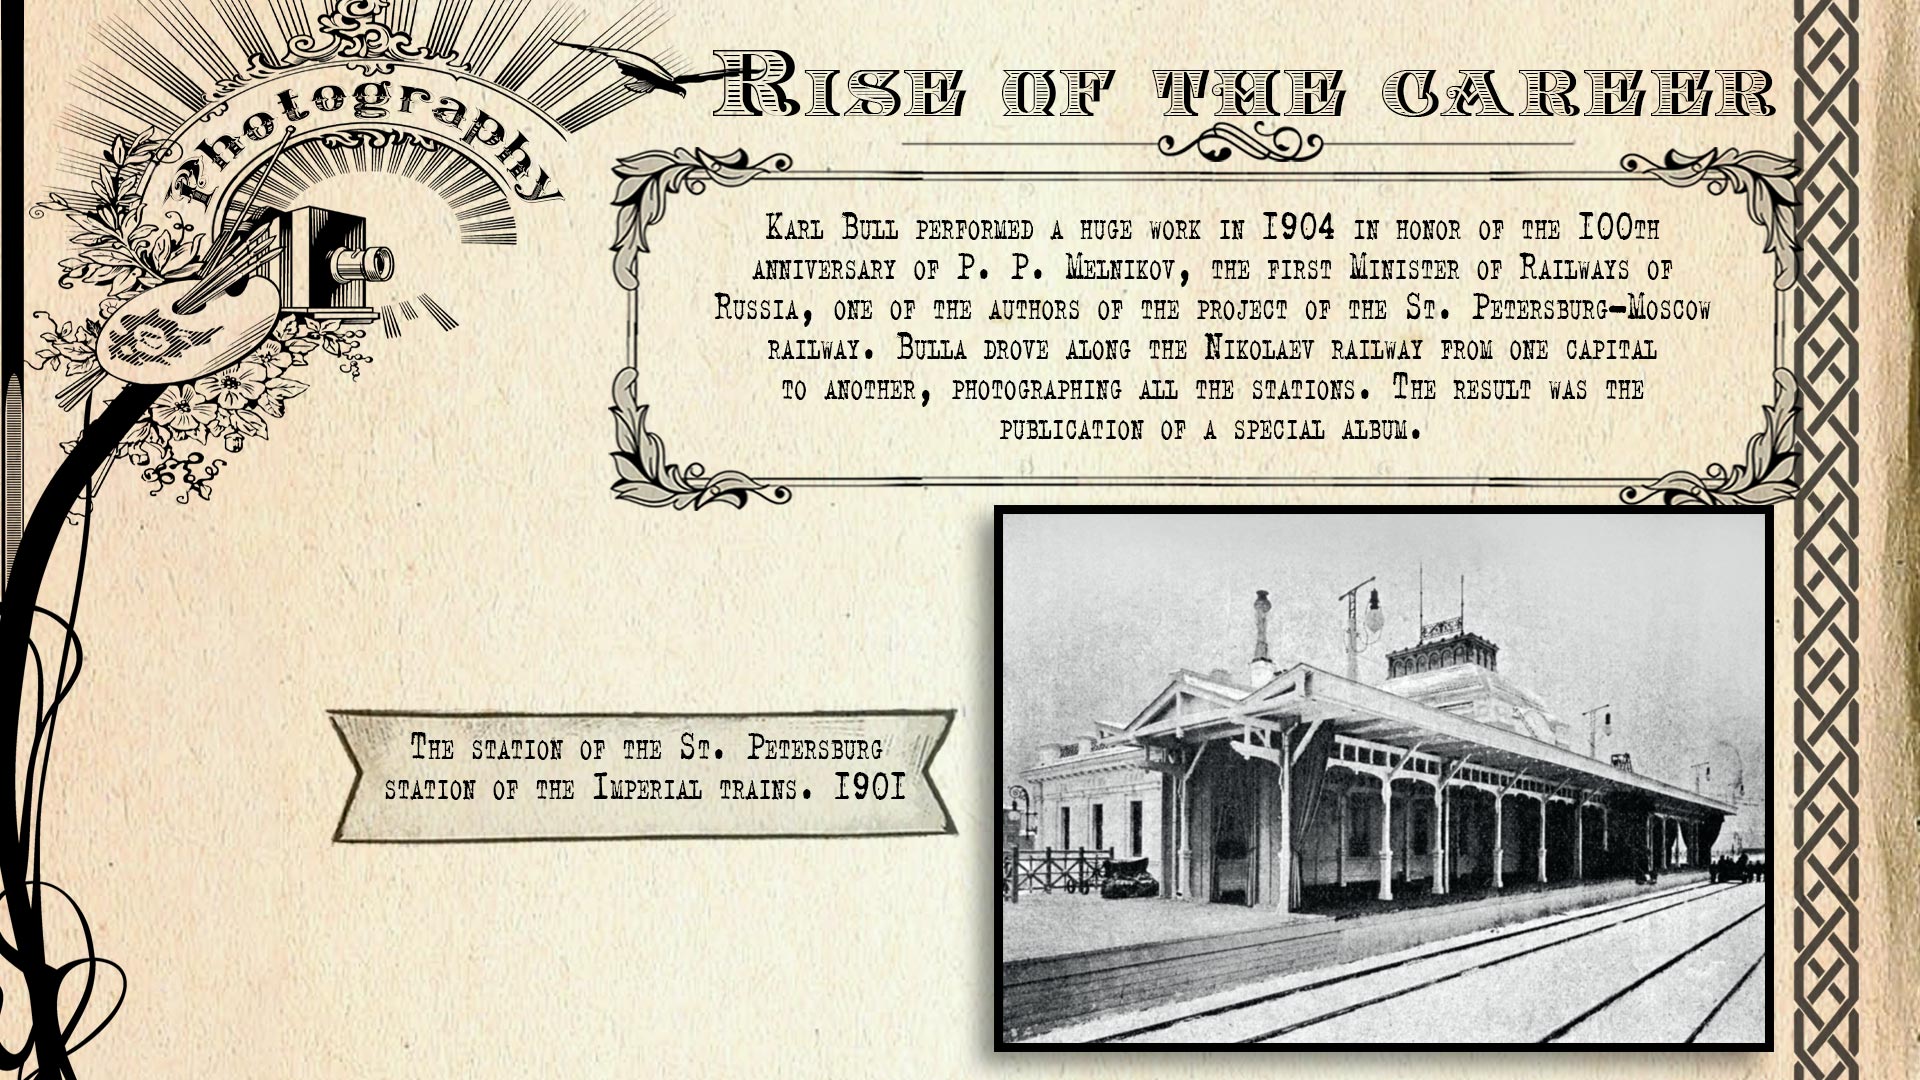 Photography
Rise of the career
Karl Bull performed a huge work in 1904 in honor of the 100th
anniversary of P. P. Melnikov, the first Minister of Railways of
Russia, one of the authors of the project of the St. Petersburg-Moscow
railway. Bulla drove along the Nikolaev railway from one capital
to another, photographing all the stations. The result was the
publication of a special album.
The station of the St. Petersburg
station of the Imperial trains. 1901